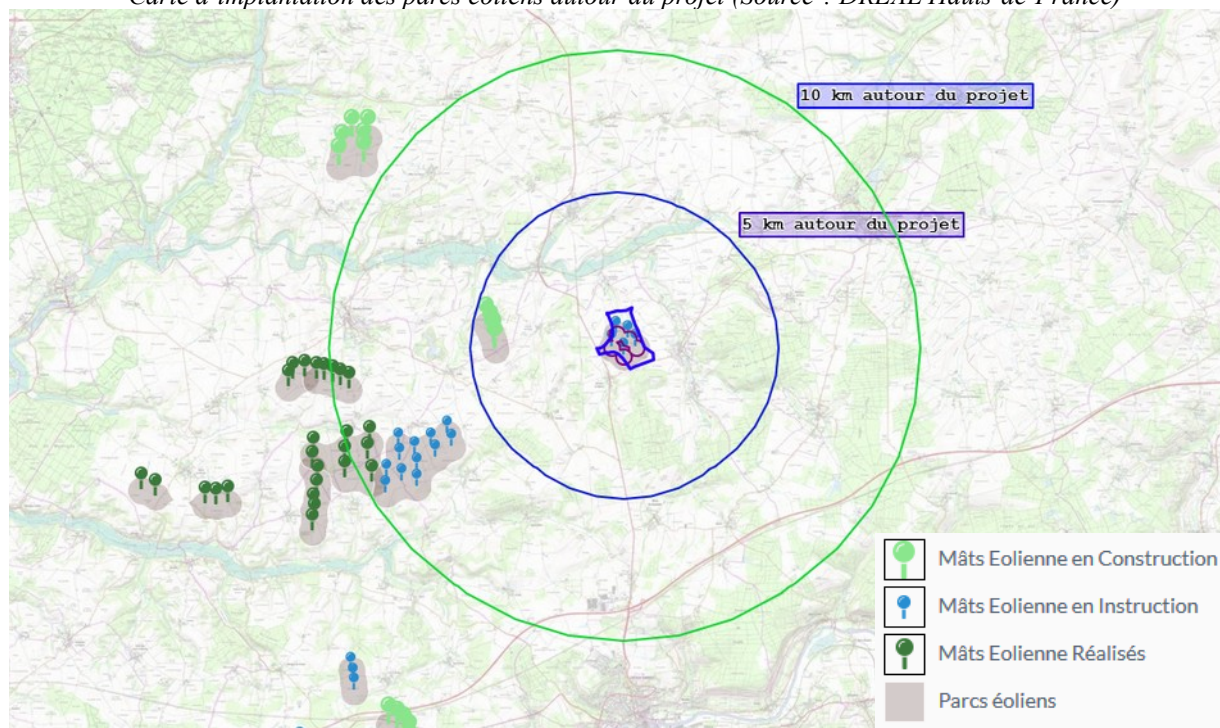 Carte d'implantation des parcs éoliens autour du projet (Source : DREAL Hauts-de-France)
10 km autour du projet
5 km autour du projet
Mâts Eolienne en Construction
Mâts Eolienne en Instruction
Mâts Eolienne Réalisés
Parcs éoliens